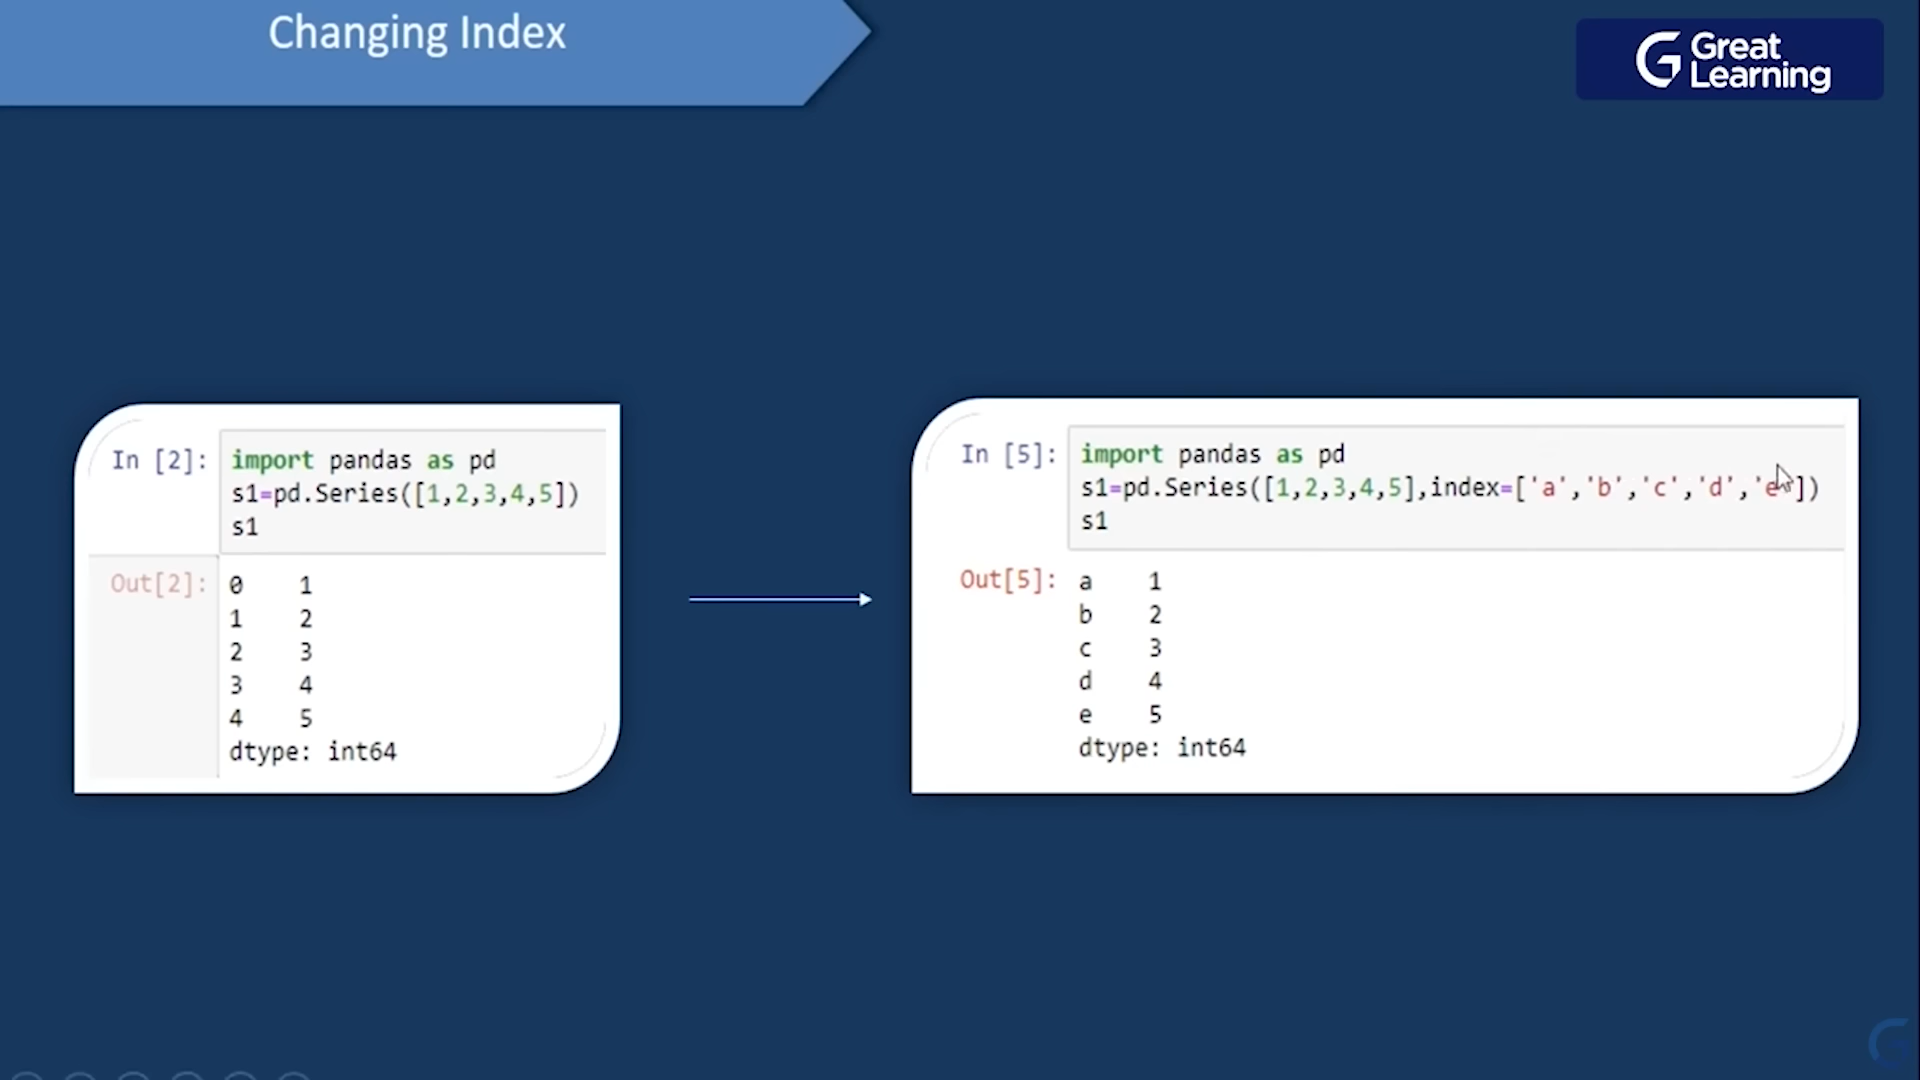 Changing Index
Great
Learning
In [2]:
import pandas as pd
s1=pd.Series([1,2,3,4,5])
s1
Out[2]:
0 1
1 2
2 3
3 4
4 5
dtype: int64
In [5]:
import pandas as pd
s1=pd.Series([1,2,3,4,5],index=['a','b','c','d','e'])
s1
Out[5]:
a 1
b 2
c 3
d 4
e 5
dtype: int64